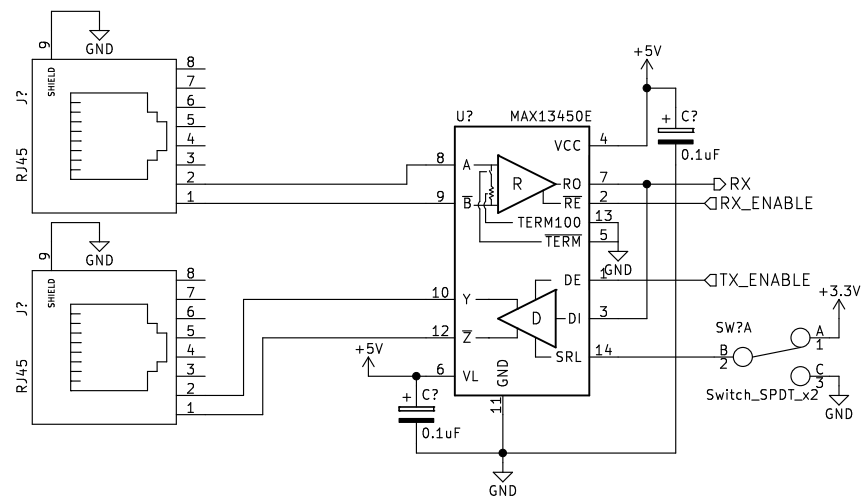 9
GND
SHIELD
J?
RJ45
8
7
6
5
4
3
2
1
9
GND
SHIELD
J?
RJ45
8
7
6
5
4
3
2
1
+5V
C?
+
0.1uF
U?
MAX13450E
VCC
4
8
A
R
RO
7
RX
9
B
RE
2
RX_ENABLE
TERM100
13
TERM
5
GND
DE
1
TX_ENABLE
10
Y
D
DI
3
12
Z
SRL
14
+5V
6
VL
GND
11
C?
+
0.1uF
GND
+3.3V
SW?A
A
1
B
2
C
3
Switch_SPDT_x2
GND